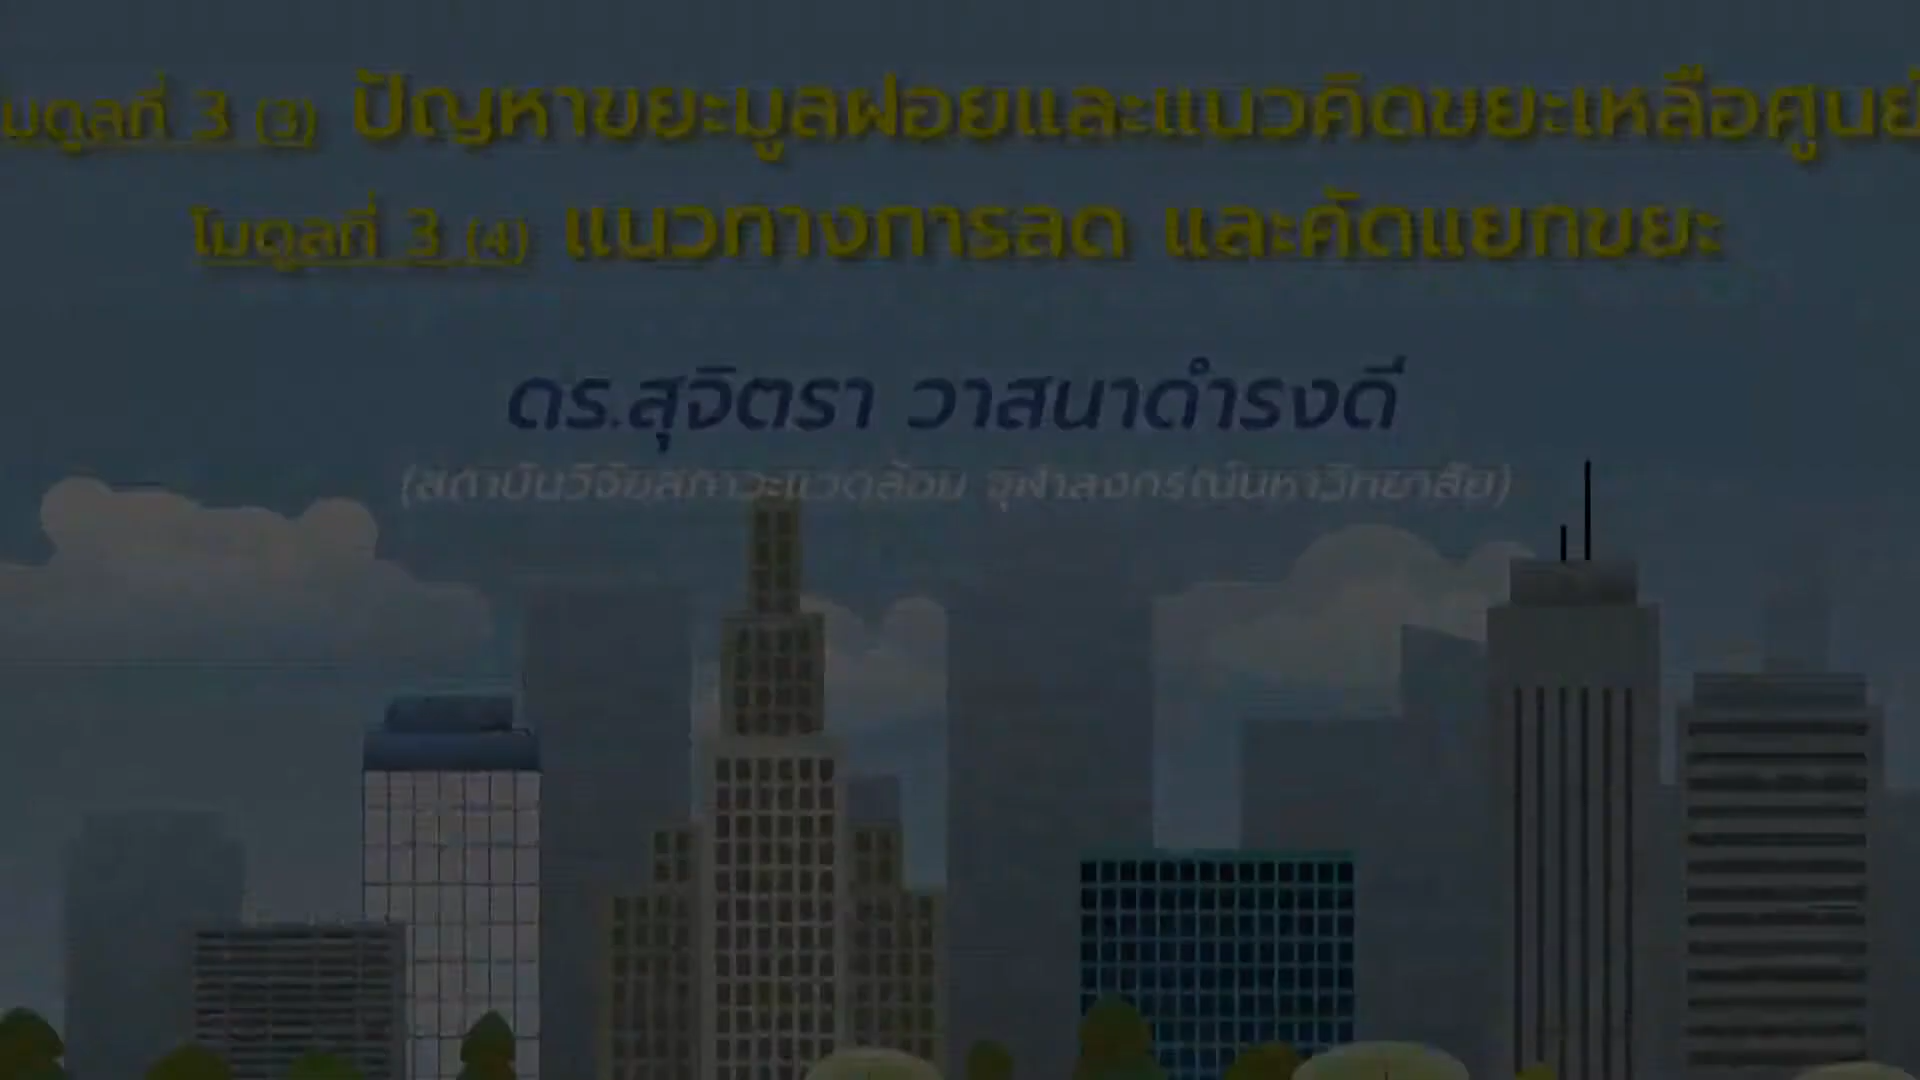 โมดูลที่ 3 (3) ปัญหาขยะมูลฝอยและแนวคิดขยะเหลือศูนย์
โมดูลที่ 3 (4) แนวทางการลด และคัดแยกขยะ
ดร.สุจิตรา วาสนาดำรงดี
(สถาบันวิจัยสภาวะแวดล้อม จุฬาลงกรณ์มหาวิทยาลัย)